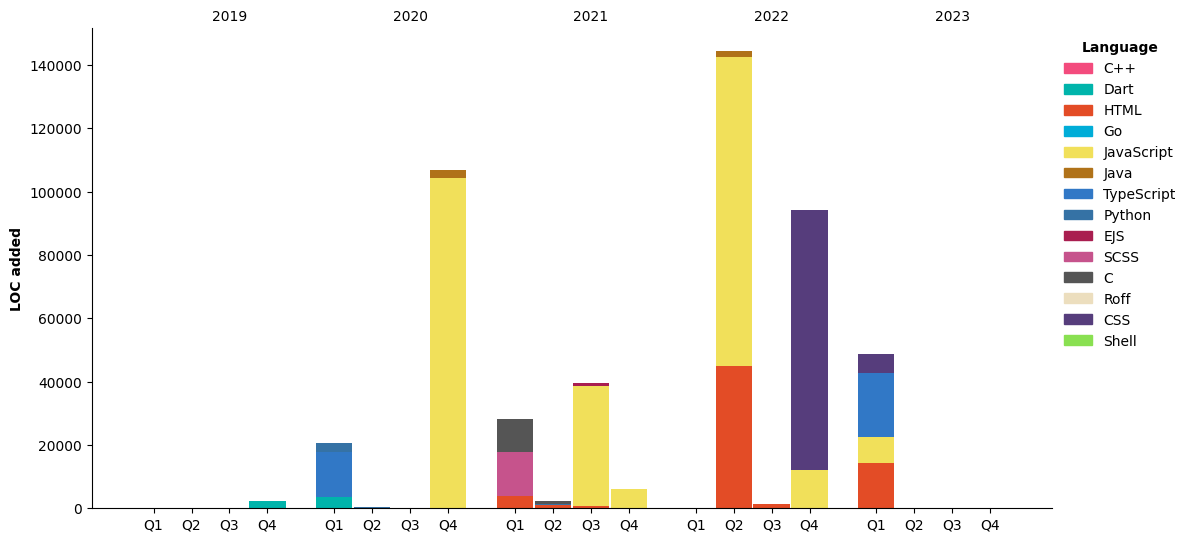 2019 2020 2021 2022 2023
Language
C++
Dart
HTML
Go
JavaScript
Java
TypeScript
Python
EJS
SCSS
C
Roff
CSS
Shell
LOC added
140000
120000
100000
80000
60000
40000
20000
0
Q1 Q2 Q3 Q4 Q1 Q2 Q3 Q4 Q1 Q2 Q3 Q4 Q1 Q2 Q3 Q4 Q1 Q2 Q3 Q4